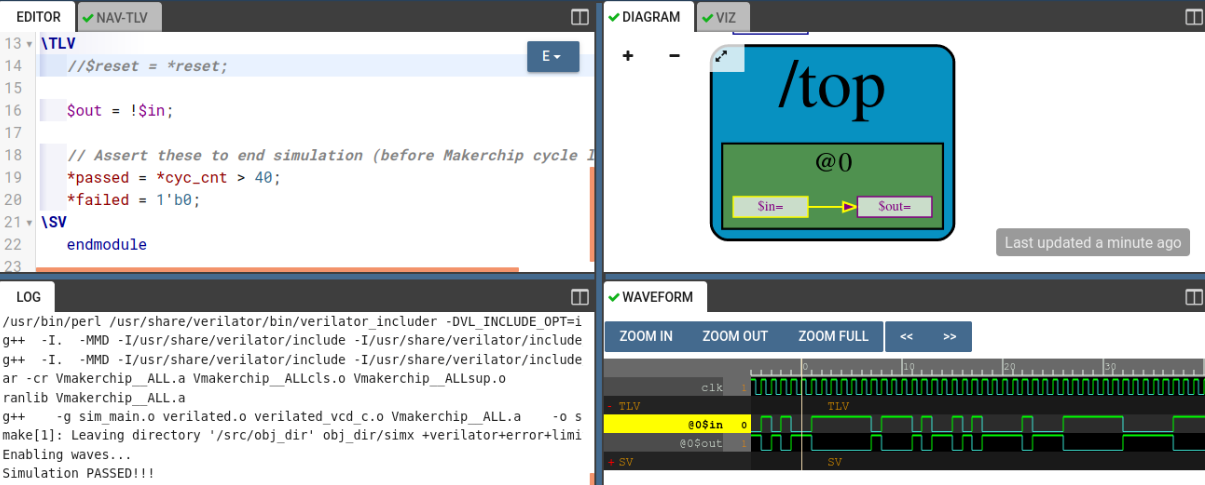 EDITOR
NAV-TLV
13 \TLV
14 //$reset = *reset;
E
15
16 $out = !$in;
17
18 // Assert these to end simulation (before Makerchip cycle l
19 *passed = *cyc_cnt > 40;
20 *failed = 1'b0;
21 \SV
22 endmodule
23
DIAGRAM
VIZ
+ −
/top
@0
$in= $out=
Last updated a minute ago
LOG
/usr/bin/perl /usr/share/verilator/bin/verilator_includer -DVL_INCLUDE_OPT=i
g++ -I. -MMD -I/usr/share/verilator/include -I/usr/share/verilator/include
g++ -I. -MMD -I/usr/share/verilator/include -I/usr/share/verilator/include
ar -cr Vmakerchip__ALL.a Vmakerchip__ALLcls.o Vmakerchip__ALLsup.o
ranlib Vmakerchip__ALL.a
g++ -g sim_main.o verilated.o verilated_vcd_c.o Vmakerchip__ALL.a -o s
make[1]: Leaving directory '/src/obj_dir' obj_dir/simx +verilator+error+limi
Enabling waves...
Simulation PASSED!!!
WAVEFORM
ZOOM IN ZOOM OUT ZOOM FULL << >>
0 10 20 30
clk 1
- TLV TLV
@0$in 0
@0$out 1
+ SV SV